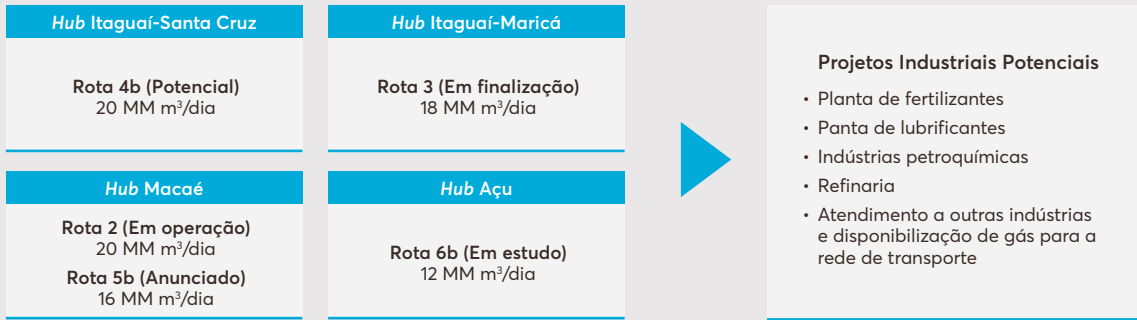 Hub Itaguaí-Santa Cruz
Rota 4b (Potencial)
20 MM m³/dia
Hub Itaguaí-Maricá
Rota 3 (Em finalização)
18 MM m³/dia
Hub Macaé
Rota 2 (Em operação)
20 MM m³/dia
Rota 5b (Anunciado)
16 MM m³/dia
Hub Açu
Rota 6b (Em estudo)
12 MM m³/dia
Projetos Industriais Potenciais
• Planta de fertilizantes
• Panta de lubrificantes
• Indústrias petroquímicas
• Refinaria
• Atendimento a outras indústrias
e disponibilização de gás para a
rede de transporte